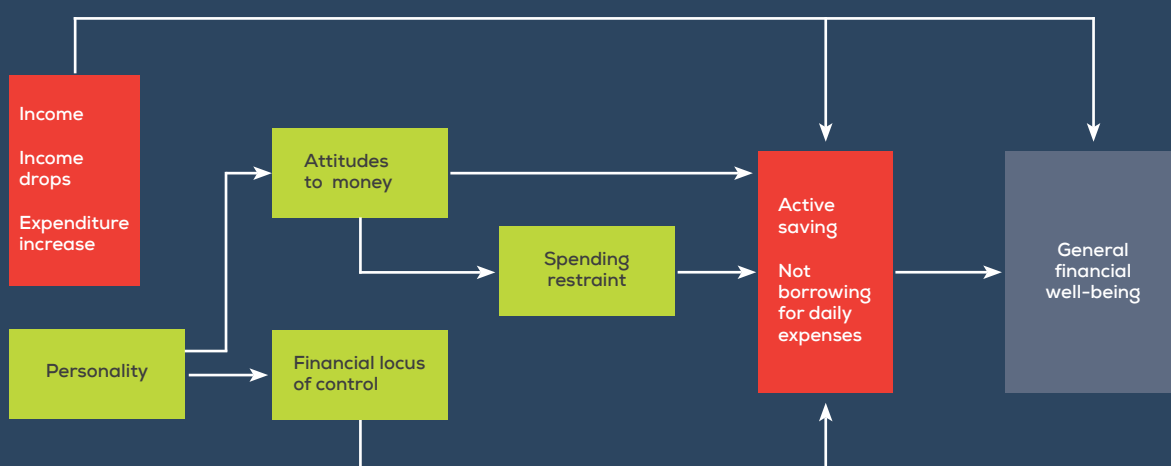 Income
Income
drops
Expenditure
increase
Attitudes
to money
Spending
restraint
Personality
Financial locus
of control
Active
saving
Not
borrowing
for daily
expenses
General
financial
well-being